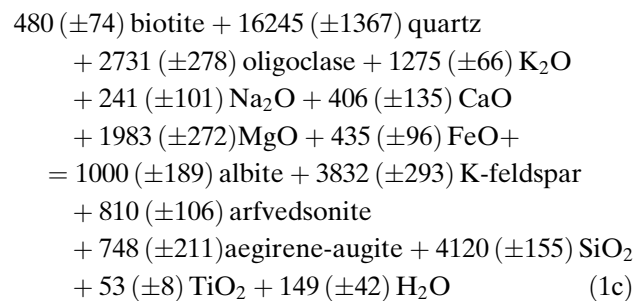 480 (±74) biotite + 16245 (±1367) quartz
+ 2731 (±278) oligoclase + 1275 (±66) K₂O
+ 241 (±101) Na₂O + 406 (±135) CaO
+ 1983 (±272)MgO + 435 (±96) FeO+
= 1000 (±189) albite + 3832 (±293) K-feldspar
+ 810 (±106) arfvedsonite
+ 748 (±211)aegirene-augite + 4120 (±155) SiO₂
+ 53 (±8) TiO₂ + 149 (±42) H₂O (1c)